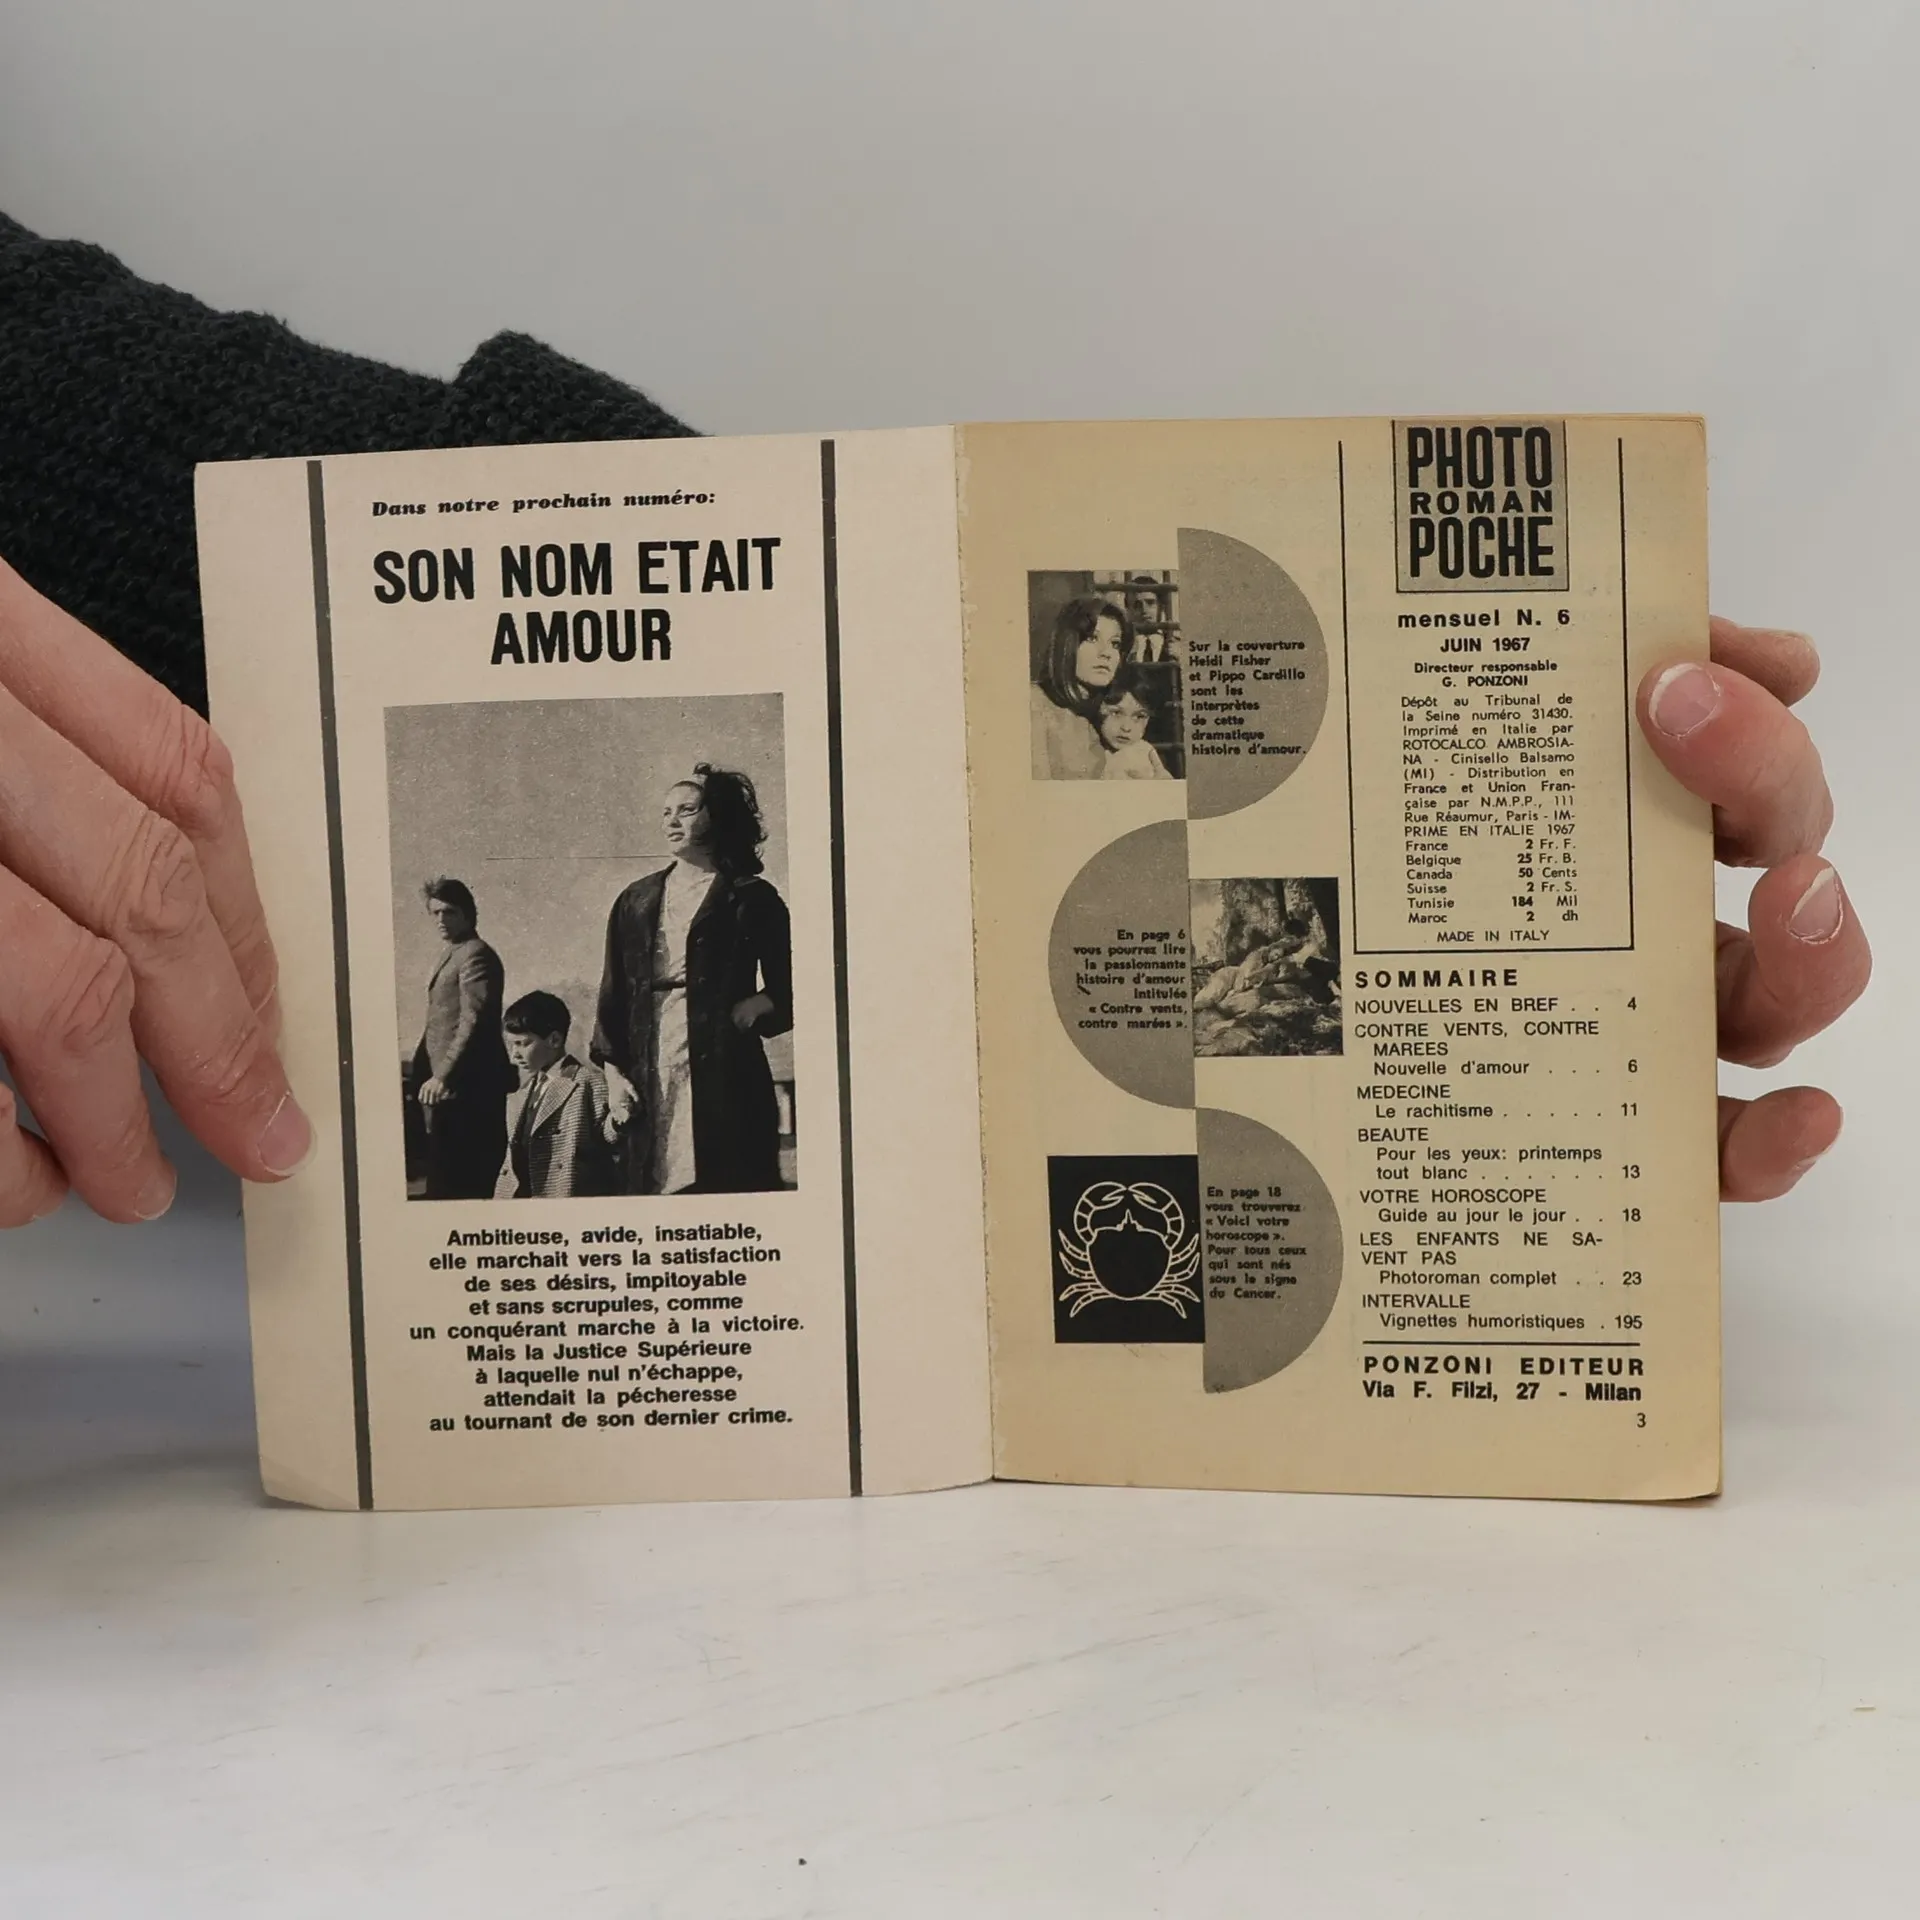 Dans notre prochain numéro:
SON NOM ETAIT
AMOUR
Ambitieuse, avide, insatiable,
elle marchait vers la satisfaction
de ses désirs, impitoyable
et sans scrupules, comme
un conquérant marche à la victoire.
Mais la Justice Supérieure
à laquelle nul n'échappe,
attendait la pécheresse
au tournant de son dernier crime.
Sur la couverture
Heidi Fisher
et Pippo Cardillo
sont les
interprètes
de cette
dramatique
histoire d'amour.
En page 6
vous pourrez lire
la passionnante
histoire d'amour
intitulée
« Contre vents,
contre marées ».
En page 18
vous trouverez
« Voici votre
horoscope ».
Pour tous ceux
qui sont nés
sous le signe
du Cancer.
PHOTO
ROMAN
POCHE
mensuel N. 6
JUIN 1967
Directeur responsable
G. PONZONI
Dépôt au Tribunal de
la Seine numéro 31430.
Imprimé en Italie par
ROTOCALCO AMBROSIA-
NA - Cinisello Balsamo
(MI) - Distribution en
France et Union Fran-
çaise par N.M.P.P., 111
Rue Réaumur, Paris - IM-
PRIME EN ITALIE 1967
France 2 Fr. F.
Belgique 25 Fr. B.
Canada 50 Cents
Suisse 2 Fr. S.
Tunisie 184 Mil
Maroc 2 dh
MADE IN ITALY
SOMMAIRE
NOUVELLES EN BREF . . 4
CONTRE VENTS, CONTRE
MAREES
Nouvelle d'amour . . . 6
MEDECINE
Le rachitisme . . . . . 11
BEAUTE
Pour les yeux: printemps
tout blanc . . . . . . 13
VOTRE HOROSCOPE
Guide au jour le jour . . 18
LES ENFANTS NE SA-
VENT PAS
Photoroman complet . . 23
INTERVALLE
Vignettes humoristiques . 195
PONZONI EDITEUR
Via F. Filzi, 27 - Milan
3